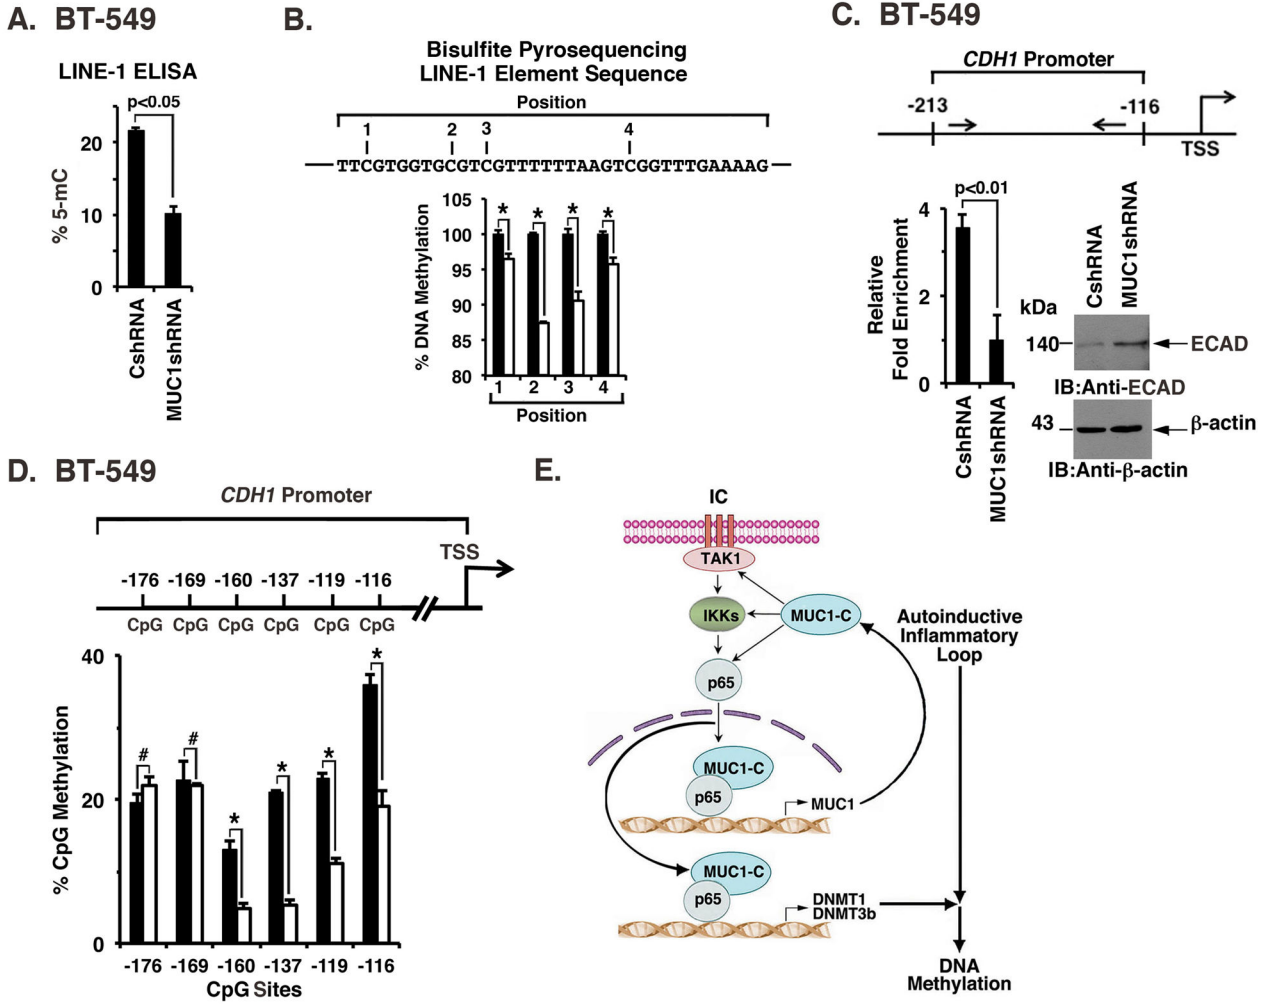 A. BT-549
LINE-1 ELISA
p<0.05
20
10
0
% 5-mC
CshRNA
MUC1shRNA
B.
Bisulfite Pyrosequencing
LINE-1 Element Sequence
Position
1 2 3 4
TTCGTGGTGCGTCGTTTTTTAAGTCGGTTTGAAAAG
% DNA Methylation
105
100
95
90
85
80
* * * *
1 2 3 4
Position
C. BT-549
CDH1 Promoter
-213
-116
TSS
p<0.01
Relative
Fold Enrichment
4
2
0
CshRNA
MUC1shRNA
CshRNA
MUC1shRNA
kDa
140
ECAD
IB:Anti-ECAD
43
β-actin
IB:Anti-β-actin
D. BT-549
CDH1 Promoter
TSS
-176 -169 -160 -137 -119 -116
CpG CpG CpG CpG CpG CpG
% CpG Methylation
40
20
0
# # * * * *
-176 -169 -160 -137 -119 -116
CpG Sites
E.
IC
TAK1
IKKs
MUC1-C
p65
Autoinductive
Inflammatory
Loop
MUC1-C
p65
MUC1
MUC1-C
p65
DNMT1
DNMT3b
DNA
Methylation